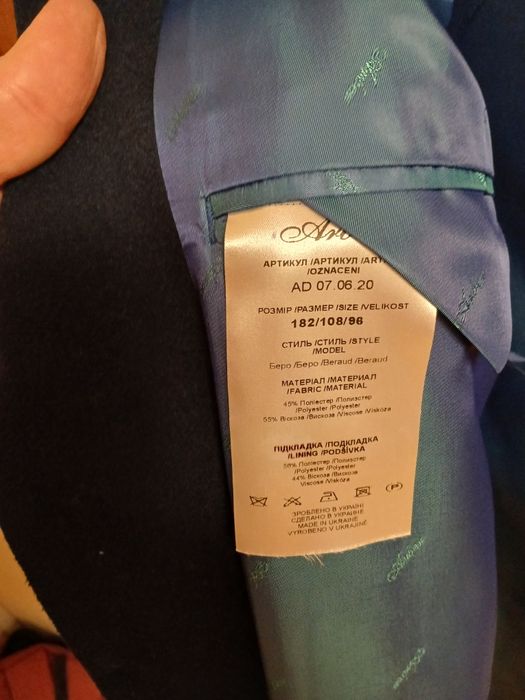 АРТИКУЛ /АРТИКУЛ /ART
/OZNACENI
AD 07.06.20
РОЗМІР /РАЗМЕР /SIZE /VELIKOST
182/108/96
СТИЛЬ /СТИЛЬ /STYLE
/MODEL
Беро /Беро /Beraud /Beraud
МАТЕРІАЛ /МАТЕРИАЛ
/FABRIC /MATERIAL
45% Поліестер /Полиэстер
/Polyester /Polyester
55% Віскоза /Вискоза /Viscose /Viskóza
ПІДКЛАДКА /ПОДКЛАДКА
/LINING /PODŠÍVKA
56% Поліестер /Полиэстер
/Polyester /Polyester
44% Віскоза /Вискоза
Viscose /Viskóza
P
ЗРОБЛЕНО В УКРАЇНІ
СДЕЛАНО В УКРАИНЕ
MADE IN UKRAINE
VYROBENO V UKRAJINĚ